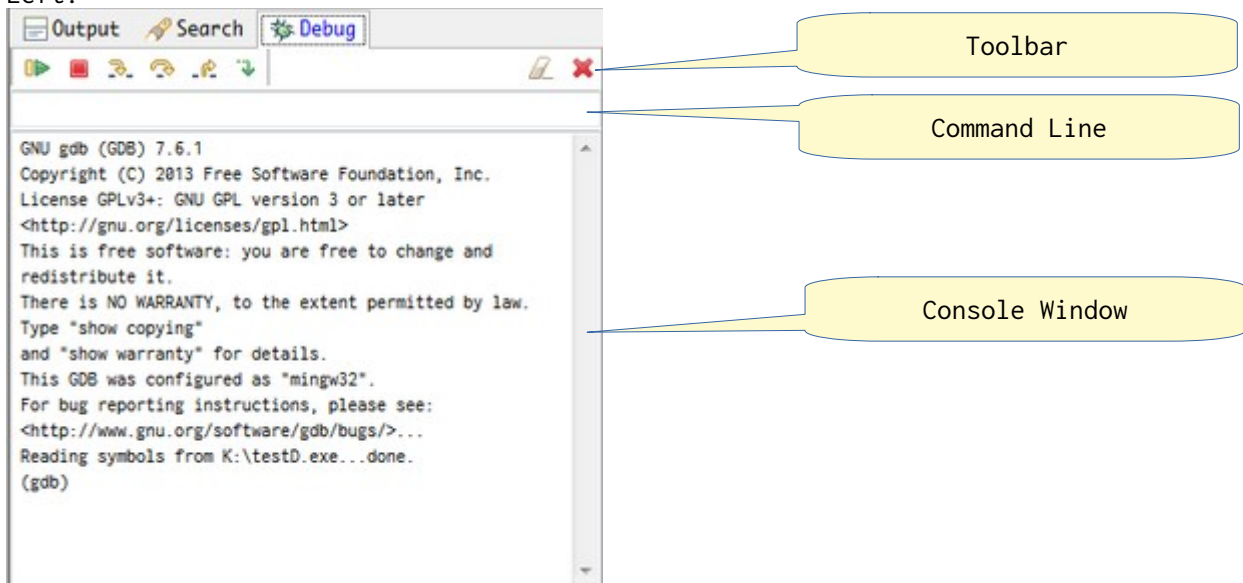 Left.
Output Search Debug
Toolbar
Command Line
GNU gdb (GDB) 7.6.1
Copyright (C) 2013 Free Software Foundation, Inc.
License GPLv3+: GNU GPL version 3 or later
<http://gnu.org/licenses/gpl.html>
This is free software: you are free to change and
redistribute it.
There is NO WARRANTY, to the extent permitted by law.
Type "show copying"
and "show warranty" for details.
This GDB was configured as "mingw32".
For bug reporting instructions, please see:
<http://www.gnu.org/software/gdb/bugs/>...
Reading symbols from K:\testD.exe...done.
(gdb)
Console Window